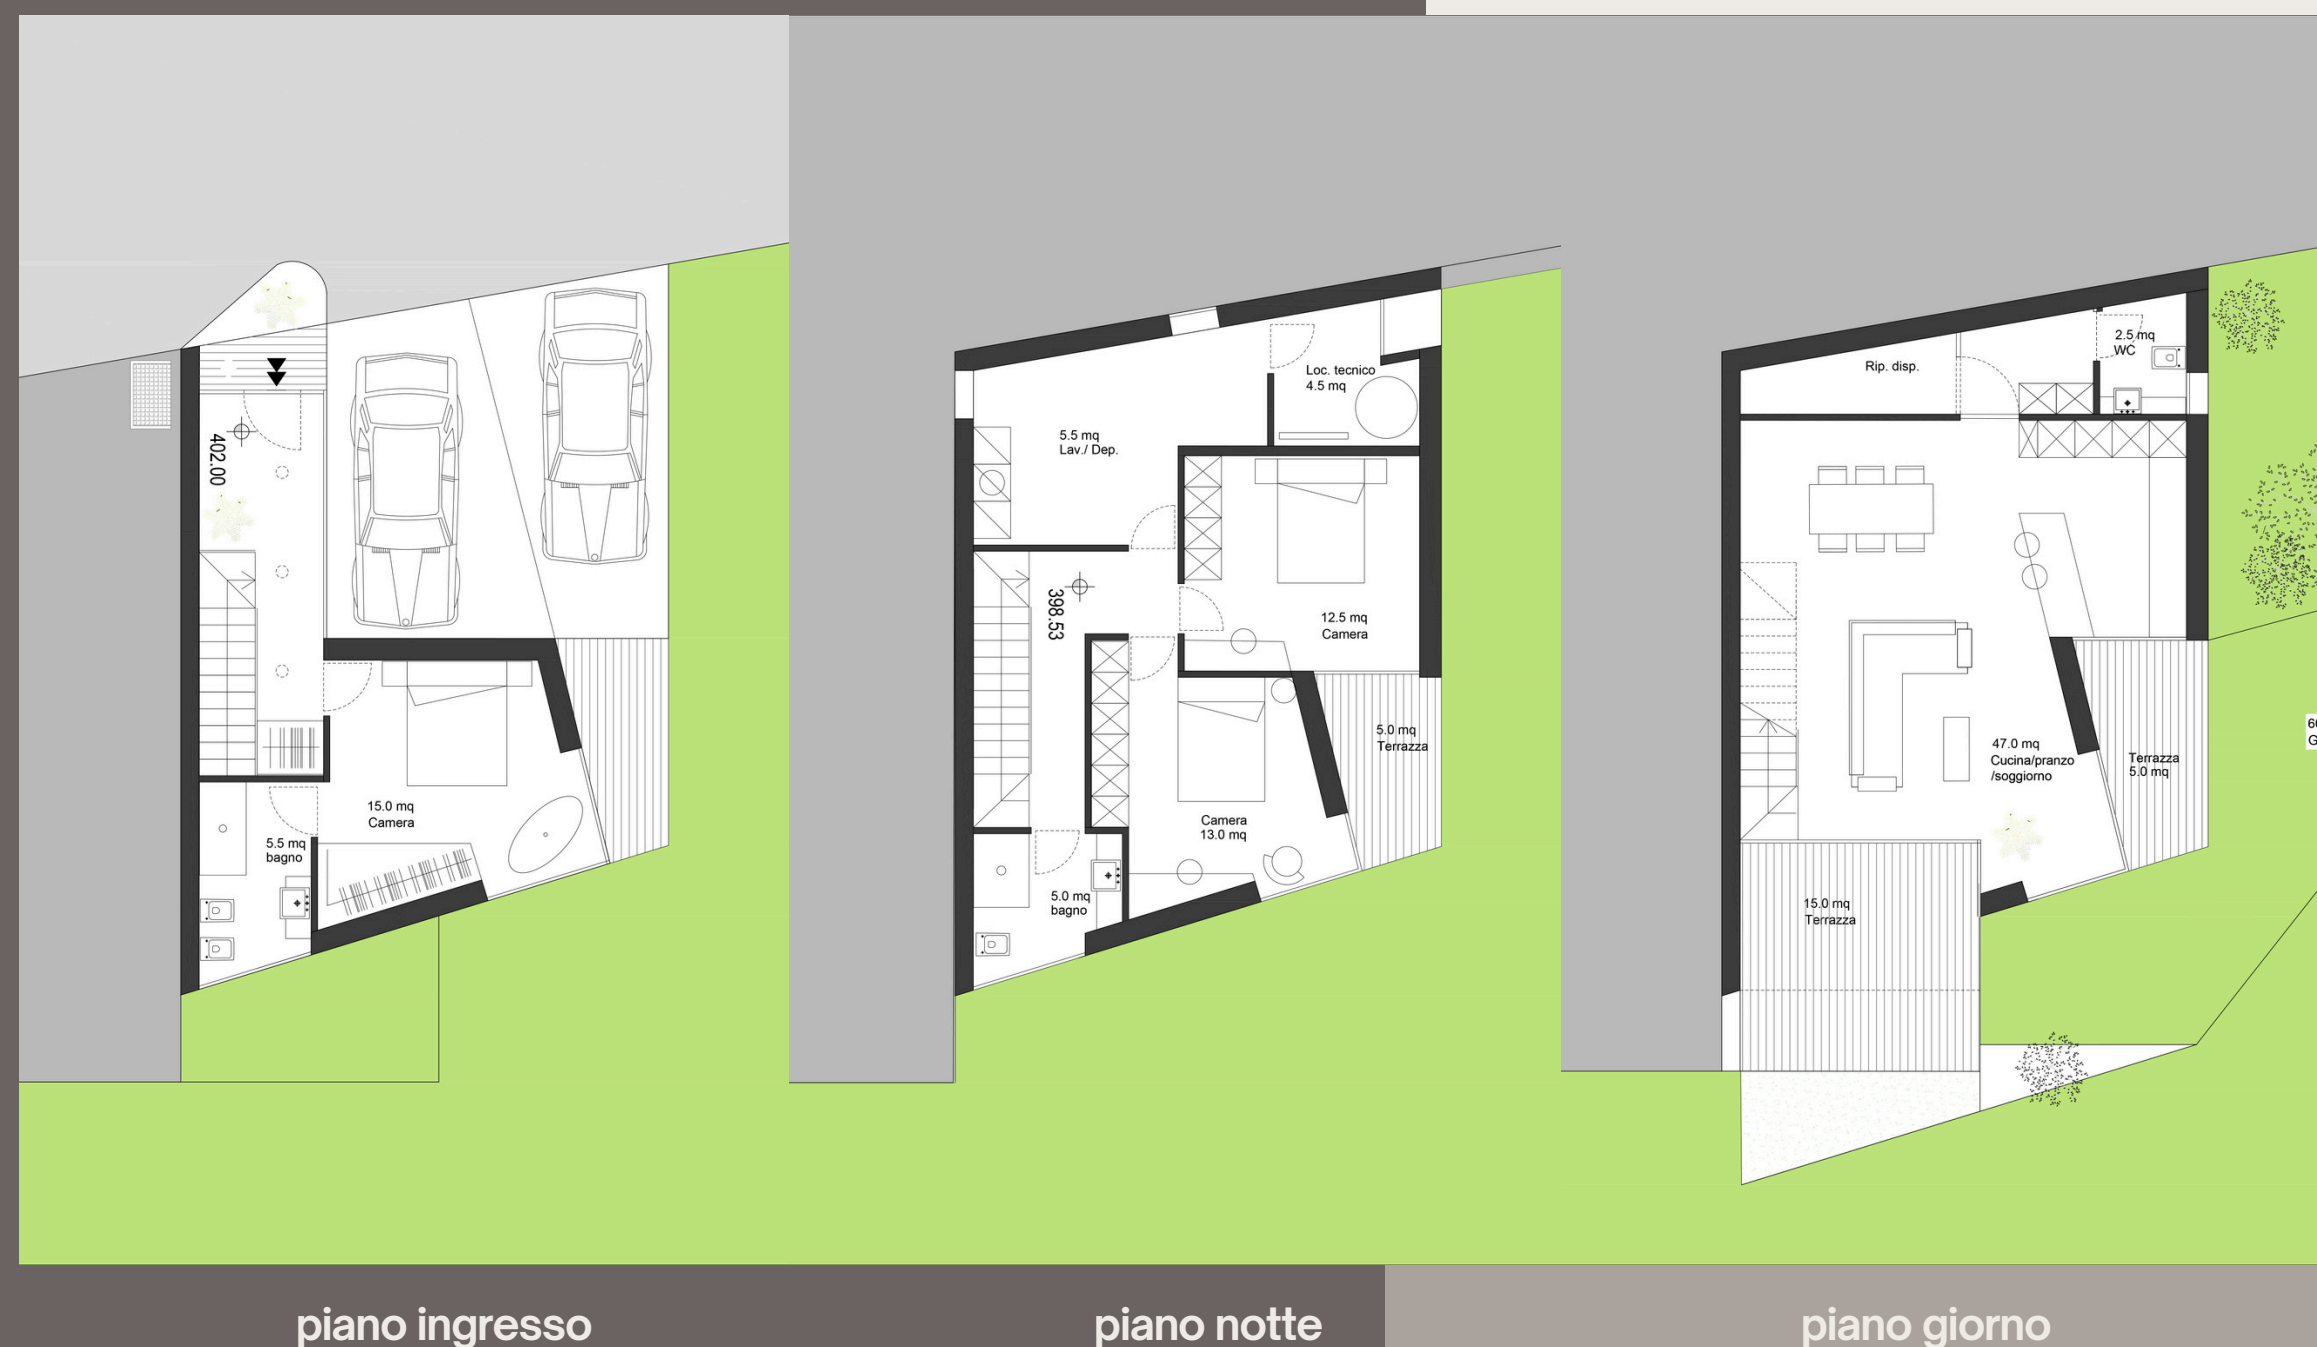 402.00
15.0 mq
Camera
5.5 mq
bagno
Loc. tecnico
4.5 mq
5.5 mq
Lav./ Dep.
398.53
12.5 mq
Camera
5.0 mq
Terrazza
Camera
13.0 mq
5.0 mq
bagno
2.5 mq
WC
Rip. disp.
47.0 mq
Cucina/pranzo
/soggiorno
Terrazza
5.0 mq
15.0 mq
Terrazza
piano ingresso
piano notte
piano giorno